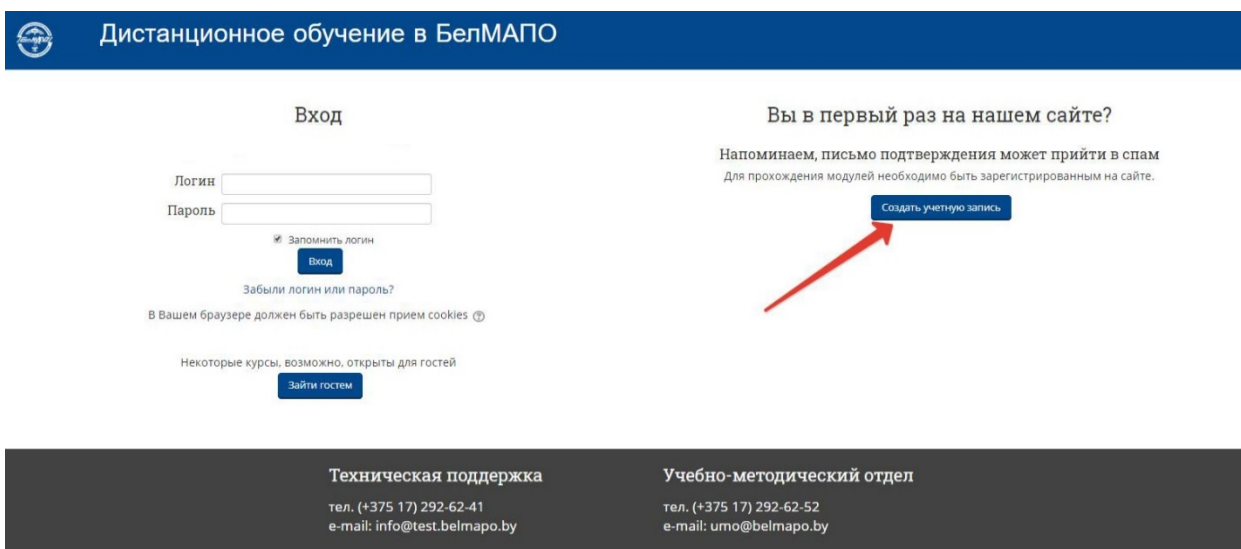 Дистанционное обучение в БелМАПО
Вход
Логин
Пароль
Запомнить логин
Вход
Забыли логин или пароль?
В Вашем браузере должен быть разрешен прием cookies
Некоторые курсы, возможно, открыты для гостей
Зайти гостем
Вы в первый раз на нашем сайте?
Напоминаем, письмо подтверждения может прийти в спам
Для прохождения модулей необходимо быть зарегистрированным на сайте.
Создать учетную запись
Техническая поддержка
тел. (+375 17) 292-62-41
e-mail: info@test.belmapo.by
Учебно-методический отдел
тел. (+375 17) 292-62-52
e-mail: umo@belmapo.by